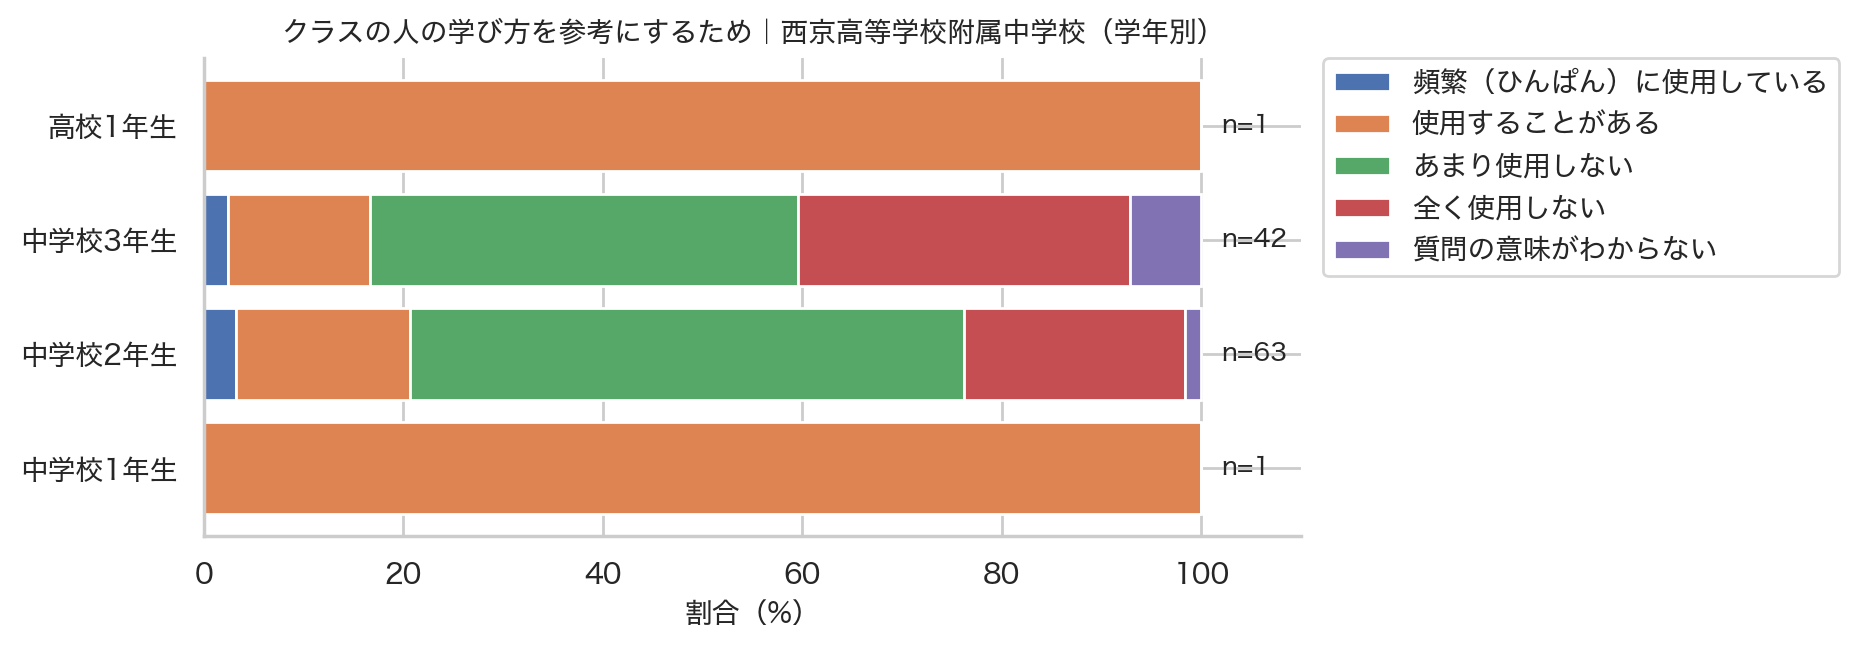 クラスの人の学び方を参考にするため｜西京高等学校附属中学校（学年別）
頻繁（ひんぱん）に使用している
使用することがある
あまり使用しない
全く使用しない
質問の意味がわからない
高校1年生
n=1
中学校3年生
n=42
中学校2年生
n=63
中学校1年生
n=1
0 20 40 60 80 100
割合（%）